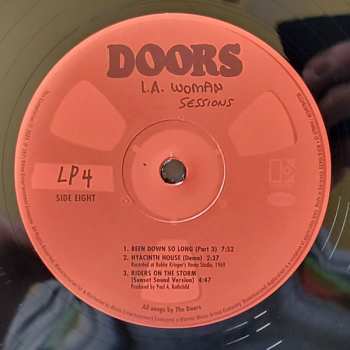 DOORS
L.A. WOMAN
SESSIONS
LP4
SIDE EIGHT
1. BEEN DOWN SO LONG (Part 3) 7:52
2. HYACINTH HOUSE (Demo) 2:37
Recorded at Robby Krieger's Home Studio, 1969
3. RIDERS ON THE STORM
(Sunset Sound Version) 4:47
Produced by Paul A. Rothchild
All songs by The Doors